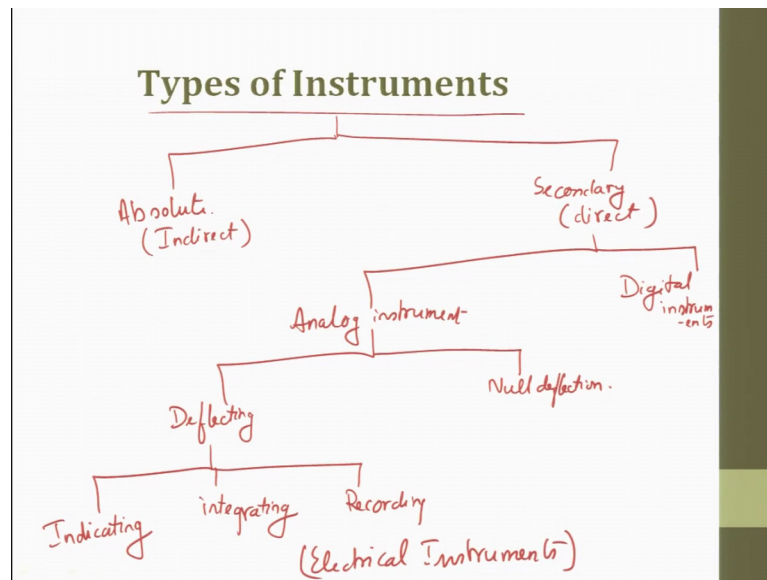 Types of Instruments
Absolute.
(Indirect)
Secondary
(direct)
Analog instrument
Digital
instrum
-ents
Deflecting
Null deflection.
Indicating
integrating
Recording
(Electrical Instruments)